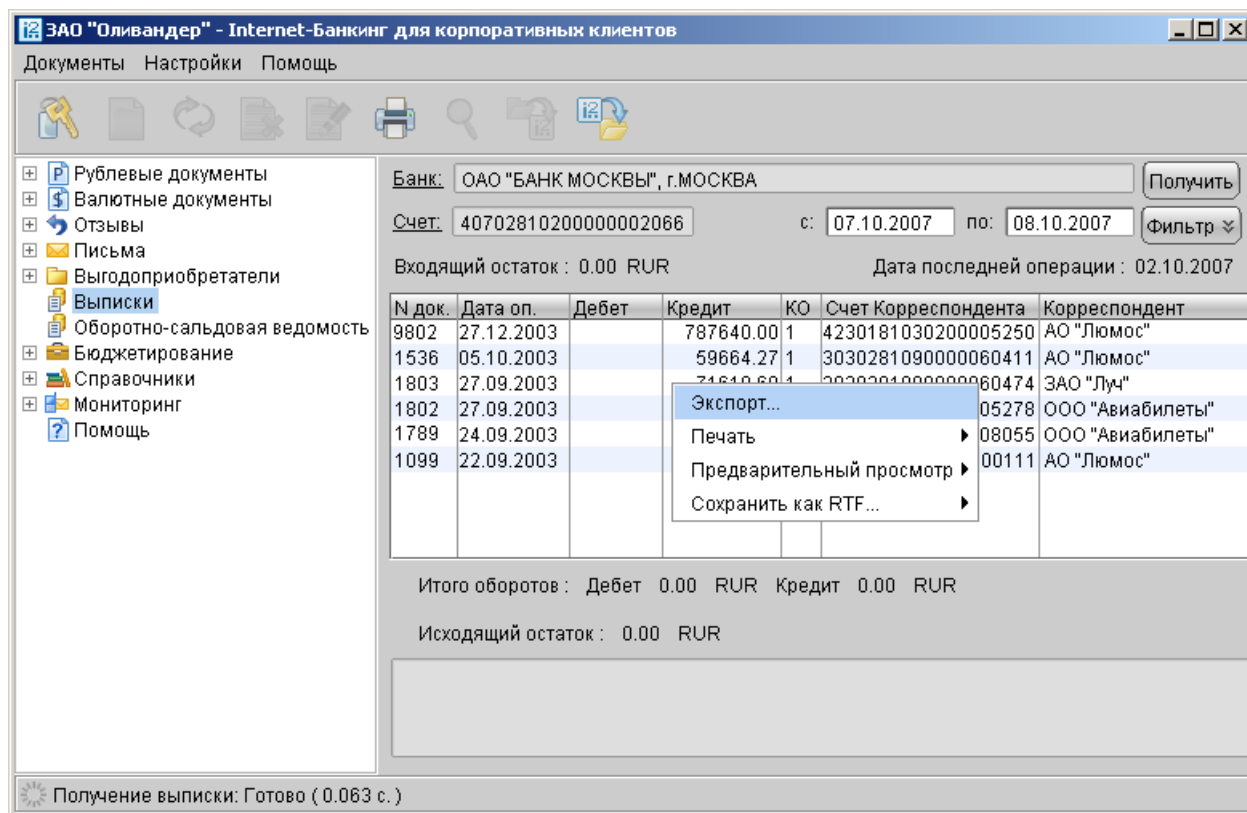 ЗАО "Оливандер" - Internet-Банкинг для корпоративных клиентов
Документы Настройки Помощь
Рублевые документы
Валютные документы
Отзывы
Письма
Выгодоприобретатели
Выписки
Оборотно-сальдовая ведомость
Бюджетирование
Справочники
Мониторинг
Помощь
Банк: ОАО "БАНК МОСКВЫ", г.МОСКВА Получить
Счет: 40702810200000002066 с: 07.10.2007 по: 08.10.2007 Фильтр
Входящий остаток : 0.00 RUR Дата последней операции : 02.10.2007
N док. Дата оп. Дебет Кредит КО Счет Корреспондента Корреспондент
9802 27.12.2003 787640.00 1 42301810300200005250 АО "Люмос"
1536 05.10.2003 59664.27 1 30302810900000060411 АО "Люмос"
1803 27.09.2003 60474 ЗАО "Луч"
1802 27.09.2003 05278 ООО "Авиабилеты"
1789 24.09.2003 08055 ООО "Авиабилеты"
1099 22.09.2003 00111 АО "Люмос"
Экспорт...
Печать
Предварительный просмотр
Сохранить как RTF...
Итого оборотов : Дебет 0.00 RUR Кредит 0.00 RUR
Исходящий остаток : 0.00 RUR
Получение выписки: Готово ( 0.063 с. )